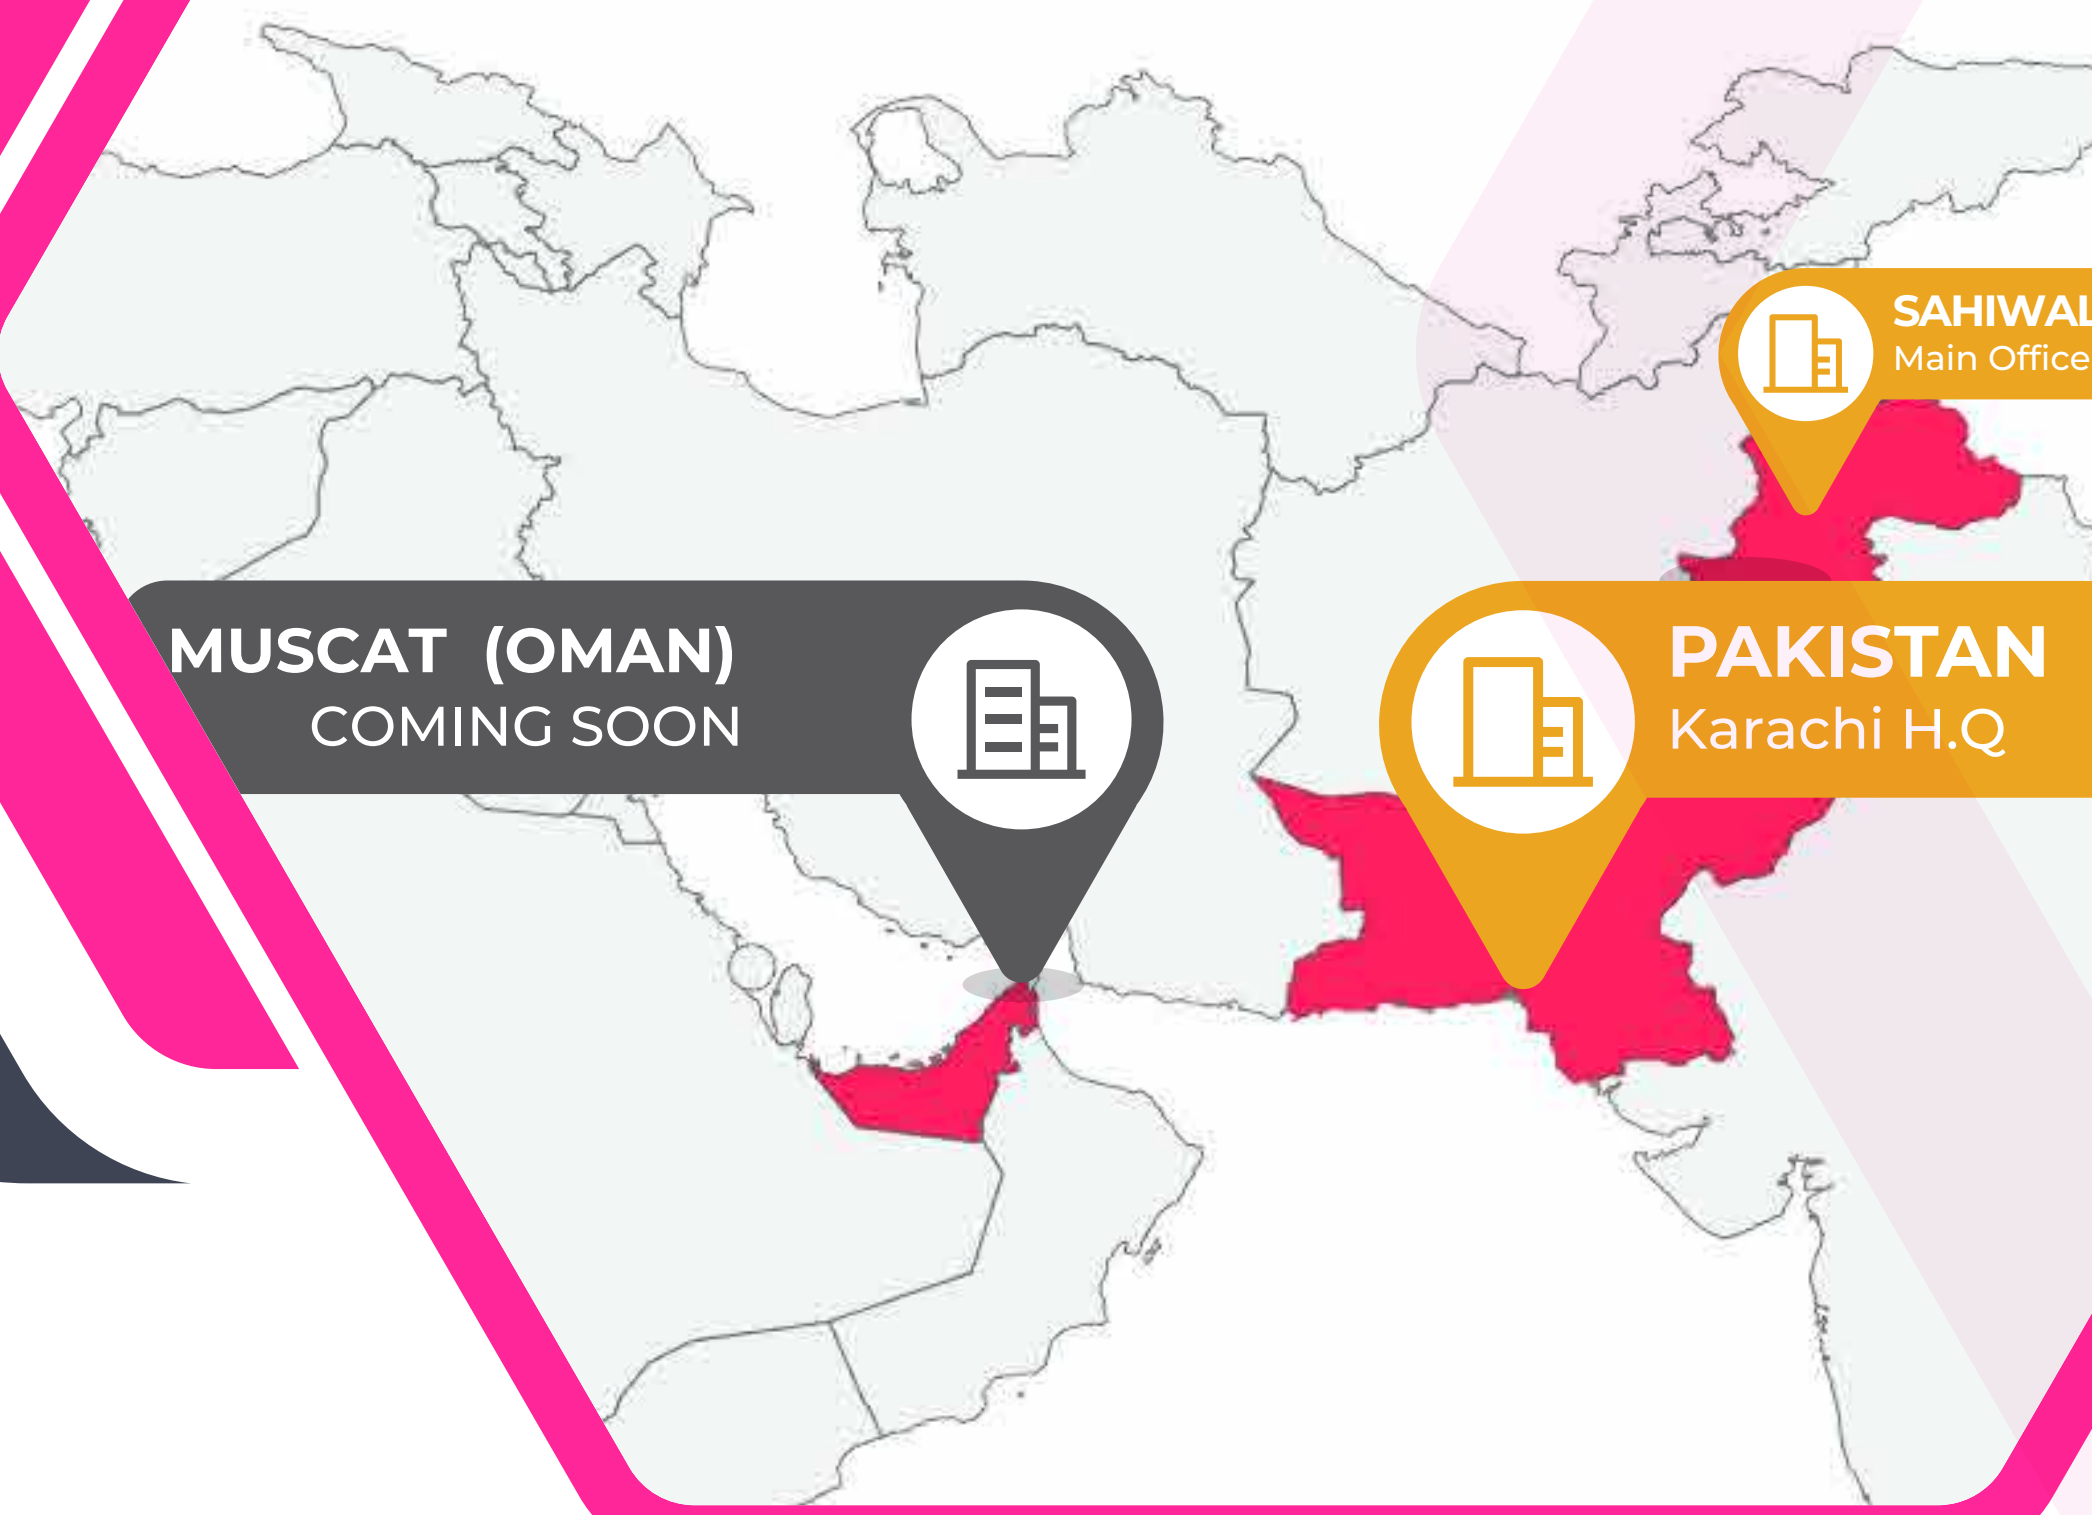 SAHIWAL
Main Office
MUSCAT (OMAN)
COMING SOON
PAKISTAN
Karachi H.Q